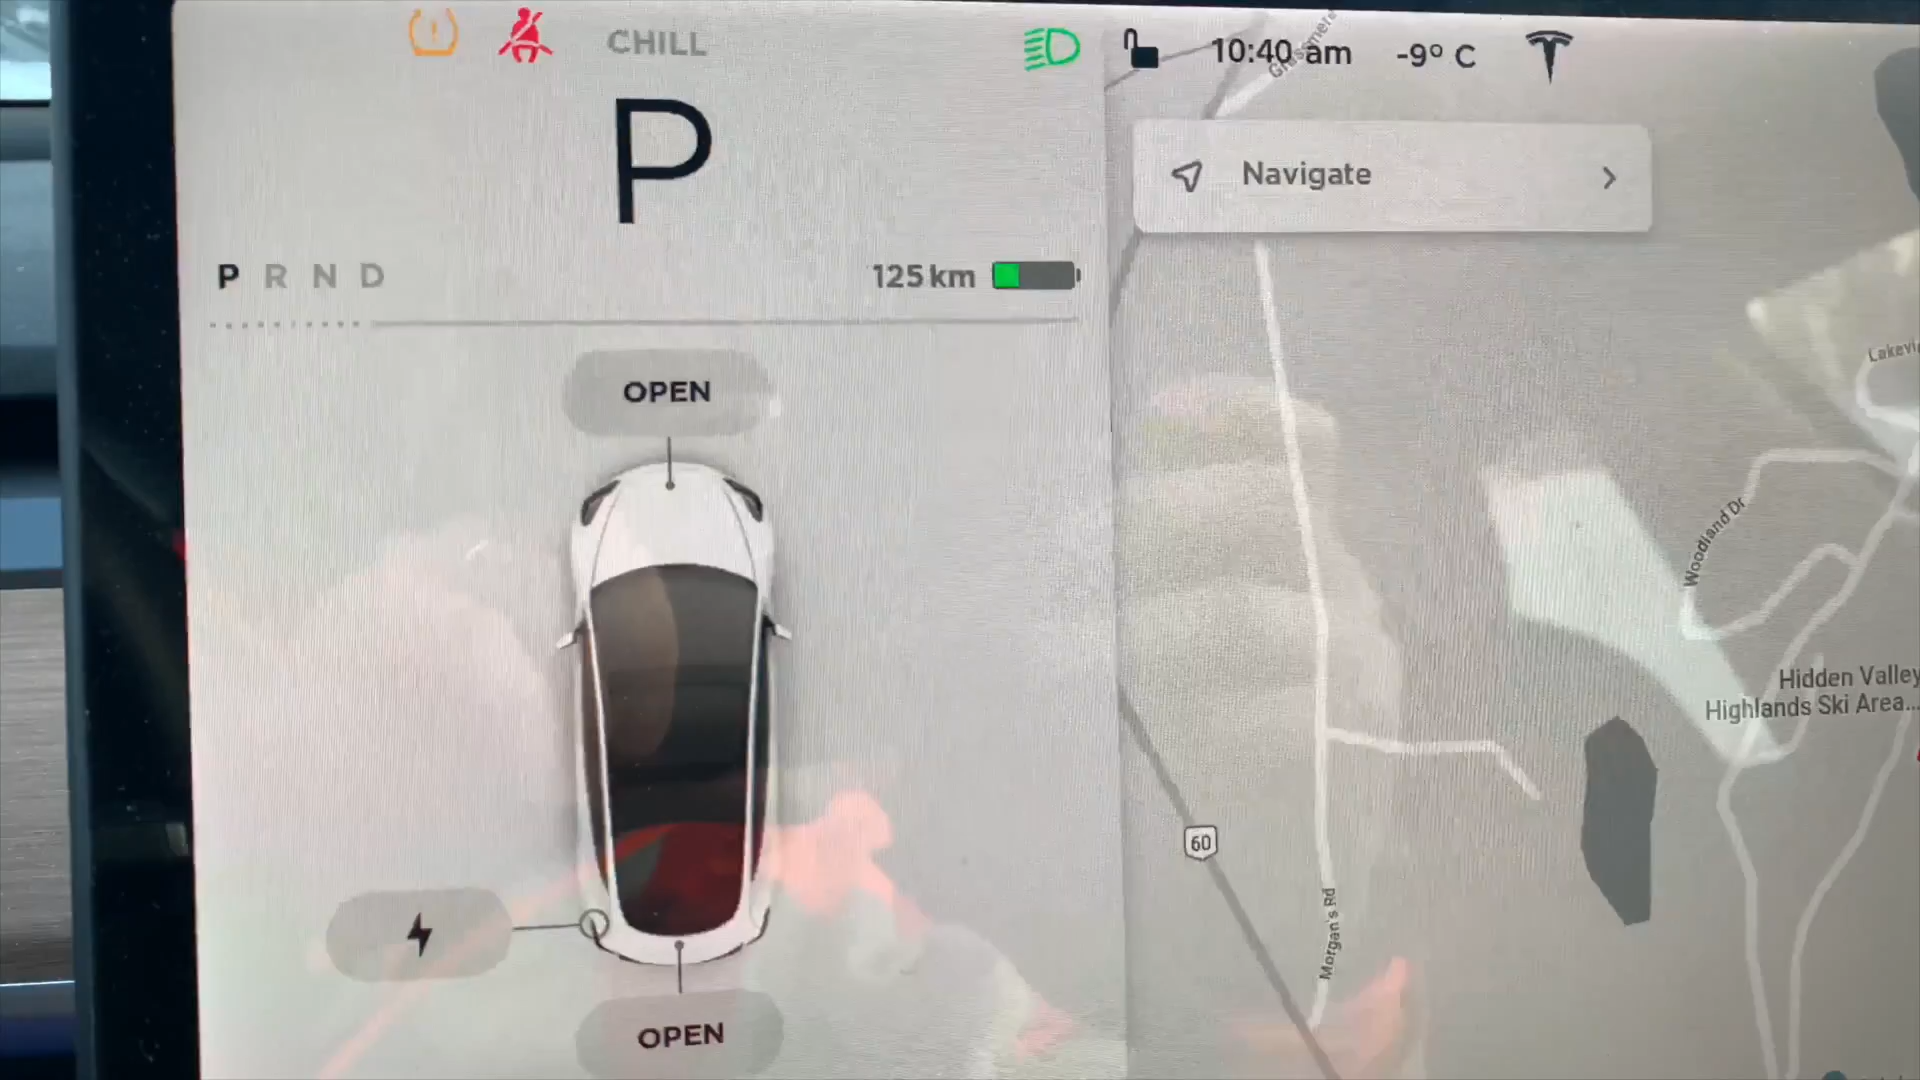 CHILL
10:40 am
-9° C
P
Navigate
P R N D
125 km
OPEN
OPEN
Woodland Dr
Hidden Valley
Highlands Ski Area...
60
Morgan's Rd